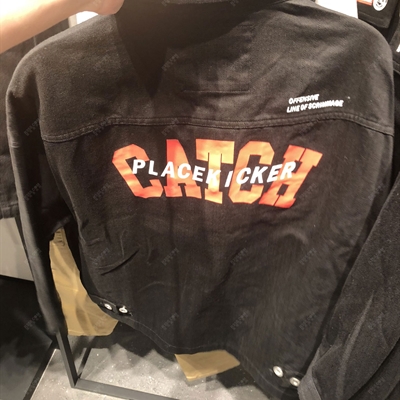 OFFENSIVE
LINE OF SCRIMMAGE
CATCH
PLACEKICKER